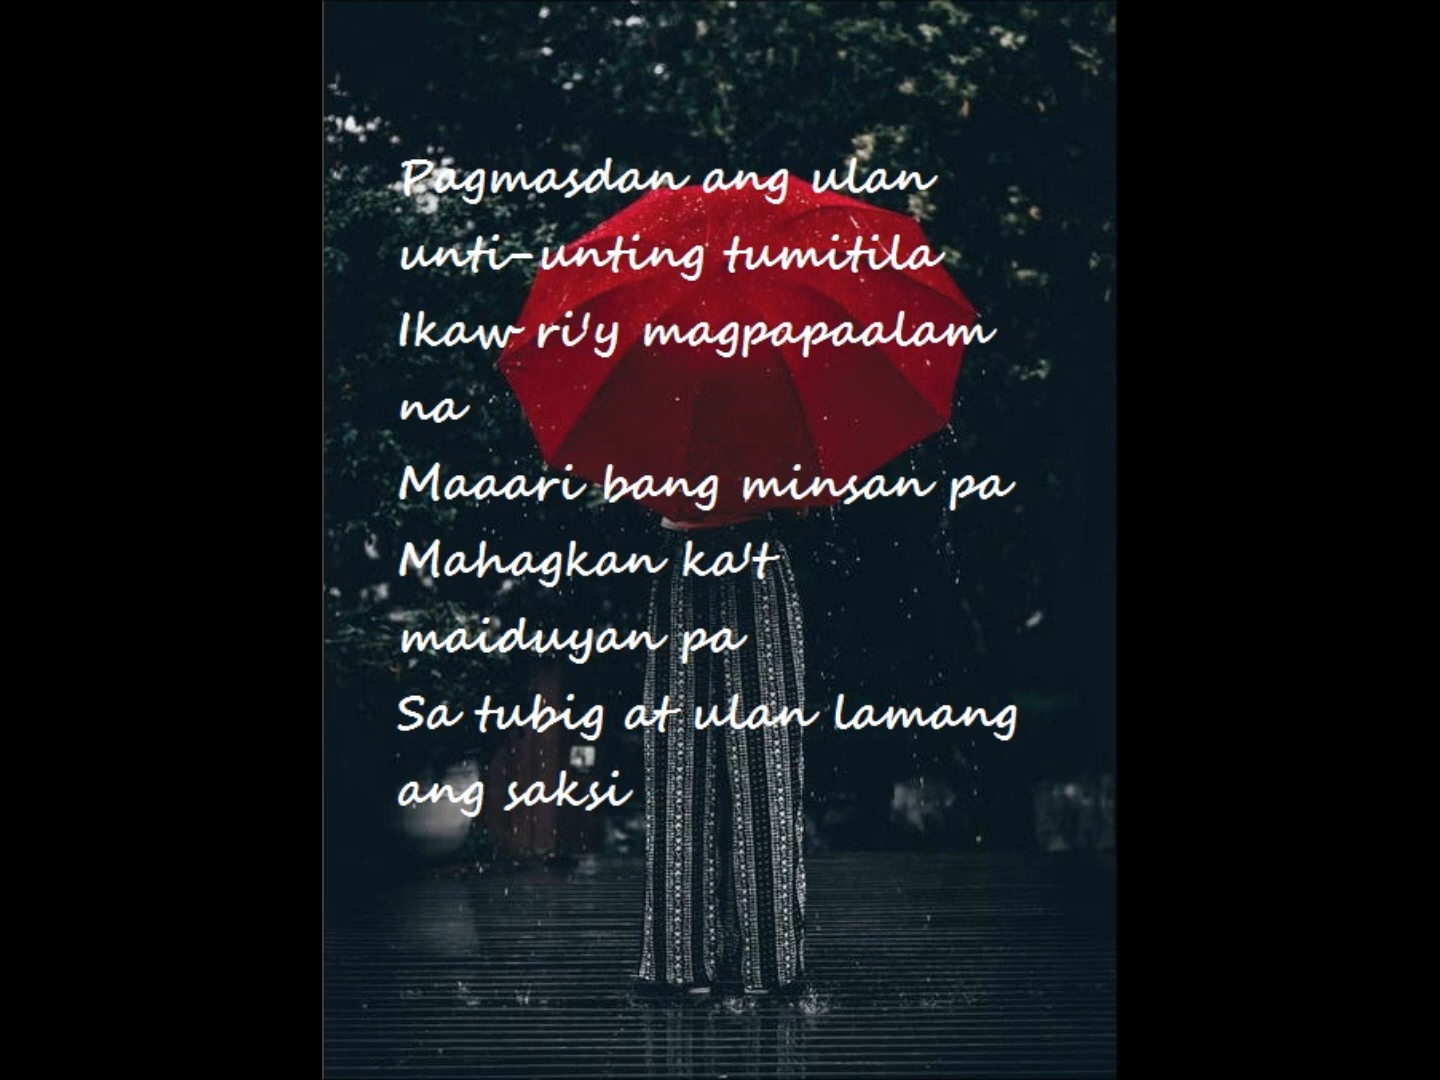 Pagmasdan ang ulan
unti-unting tumitila
Ikaw ri'y magpapaalam
na
Maaari bang minsan pa
Mahagkan ka't
maiduyan pa
Sa tubig at ulan lamang
ang saksi